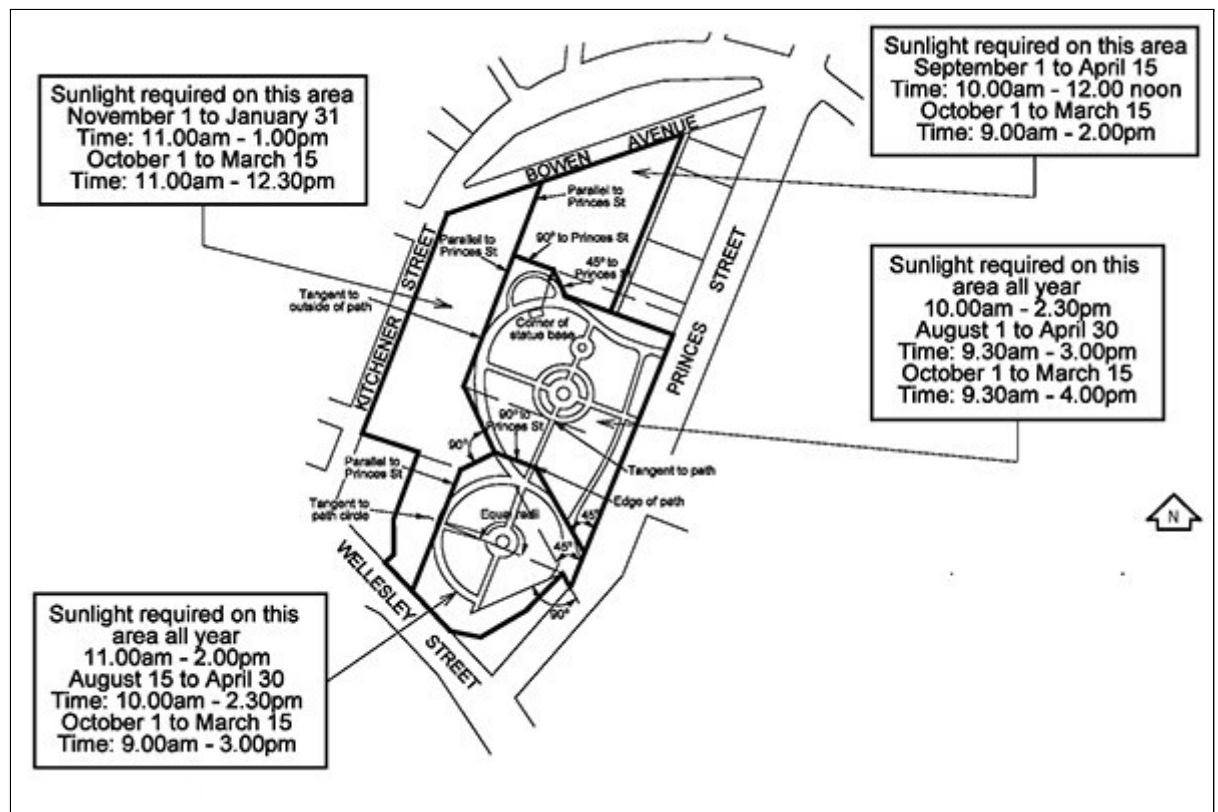 Sunlight required on this area
November 1 to January 31
Time: 11.00am - 1.00pm
October 1 to March 15
Time: 11.00am - 12.30pm
Sunlight required on this area
September 1 to April 15
Time: 10.00am - 12.00 noon
October 1 to March 15
Time: 9.00am - 2.00pm
BOWEN AVENUE
Parallel to
Princes St
Parallel to
Princes St
90° to Princes St
45° to
Princes St
KITCHENER STREET
Tangent to
outside of path
Corner of
statue base
PRINCES STREET
Sunlight required on this
area all year
10.00am - 2.30pm
August 1 to April 30
Time: 9.30am - 3.00pm
October 1 to March 15
Time: 9.30am - 4.00pm
90° to
Princes St
90°
Parallel to
Princes St
Tangent to path
Edge of path
Tangent to
path circle
45°
45°
90°
N
WELLESLEY STREET
Sunlight required on this
area all year
11.00am - 2.00pm
August 15 to April 30
Time: 10.00am - 2.30pm
October 1 to March 15
Time: 9.00am - 3.00pm